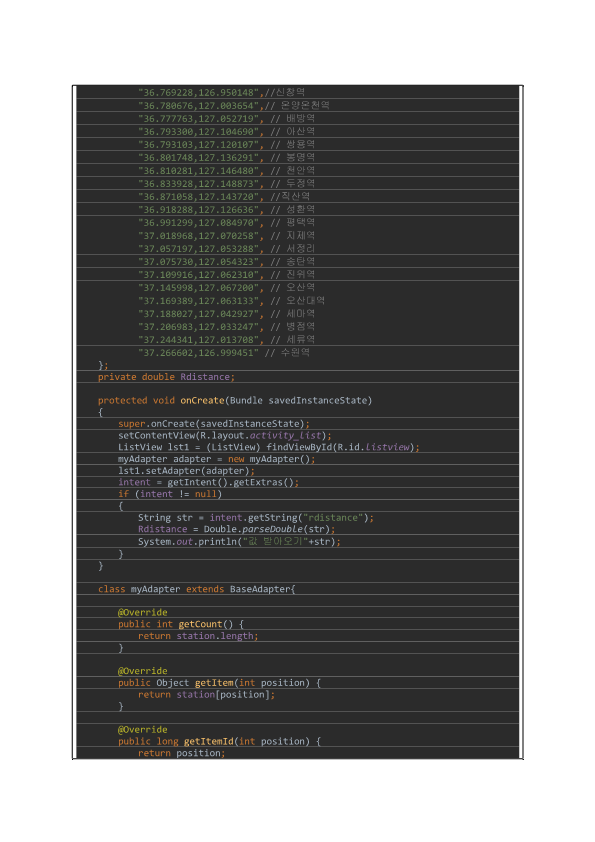 "36.769228,126.950148",//신창역
"36.780676,127.003654",// 온양온천역
"36.777763,127.052719", // 배방역
"36.793300,127.104690", // 아산역
"36.793103,127.120107", // 쌍용역
"36.801748,127.136291", // 봉명역
"36.810281,127.146480", // 천안역
"36.833928,127.148873", // 두정역
"36.871058,127.143720", //직산역
"36.918288,127.126636", // 성환역
"36.991299,127.084970", // 평택역
"37.018968,127.070258", // 지제역
"37.057197,127.053288", // 서정리
"37.075730,127.054323", // 송탄역
"37.109916,127.062310", // 진위역
"37.145998,127.067200", // 오산역
"37.169389,127.063133", // 오산대역
"37.188027,127.042927", // 세마역
"37.206983,127.033247", // 병점역
"37.244341,127.013708", // 세류역
"37.266602,126.999451" // 수원역
};
private double Rdistance;
protected void onCreate(Bundle savedInstanceState)
{
super.onCreate(savedInstanceState);
setContentView(R.layout.activity_list);
ListView lst1 = (ListView) findViewById(R.id.listview);
myAdapter adapter = new myAdapter();
lst1.setAdapter(adapter);
intent = getIntent().getExtras();
if (intent != null)
{
String str = intent.getString("rdistance");
Rdistance = Double.parseDouble(str);
System.out.println("값 받아오기"+str);
}
}
class myAdapter extends BaseAdapter{
@Override
public int getCount() {
return station.length;
}
@Override
public Object getItem(int position) {
return station[position];
}
@Override
public long getItemId(int position) {
return position;